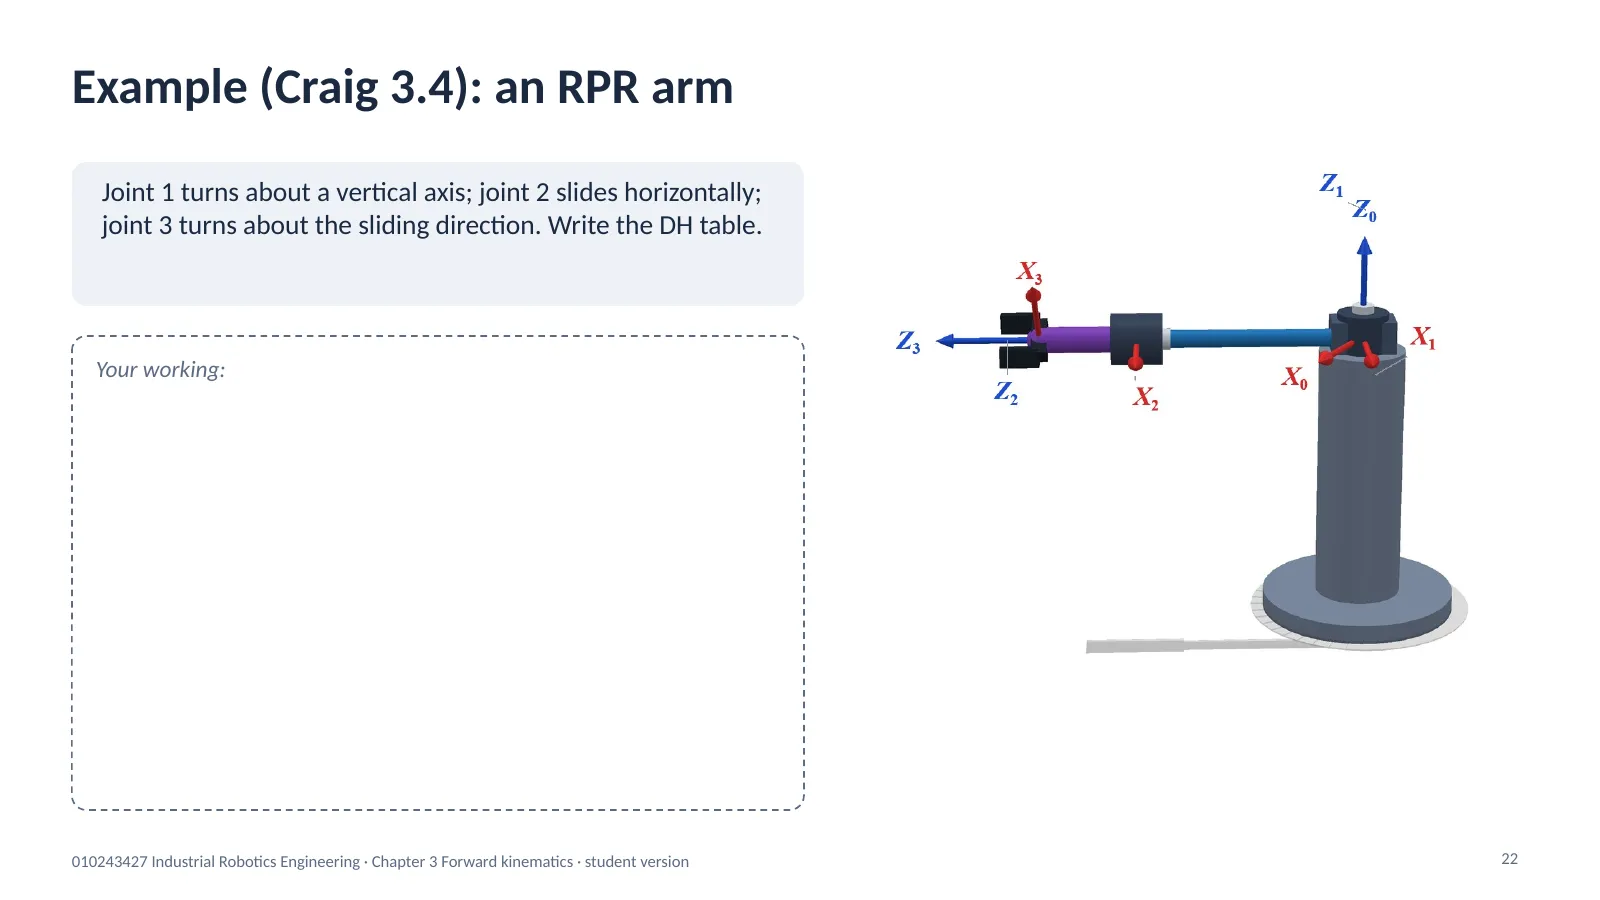 Example (Craig 3.4): an RPR arm
Joint 1 turns about a vertical axis; joint 2 slides horizontally;
joint 3 turns about the sliding direction. Write the DH table.
Your working:
Z1
Z0
X3
Z3
X1
X0
Z2
X2
010243427 Industrial Robotics Engineering · Chapter 3 Forward kinematics · student version
22